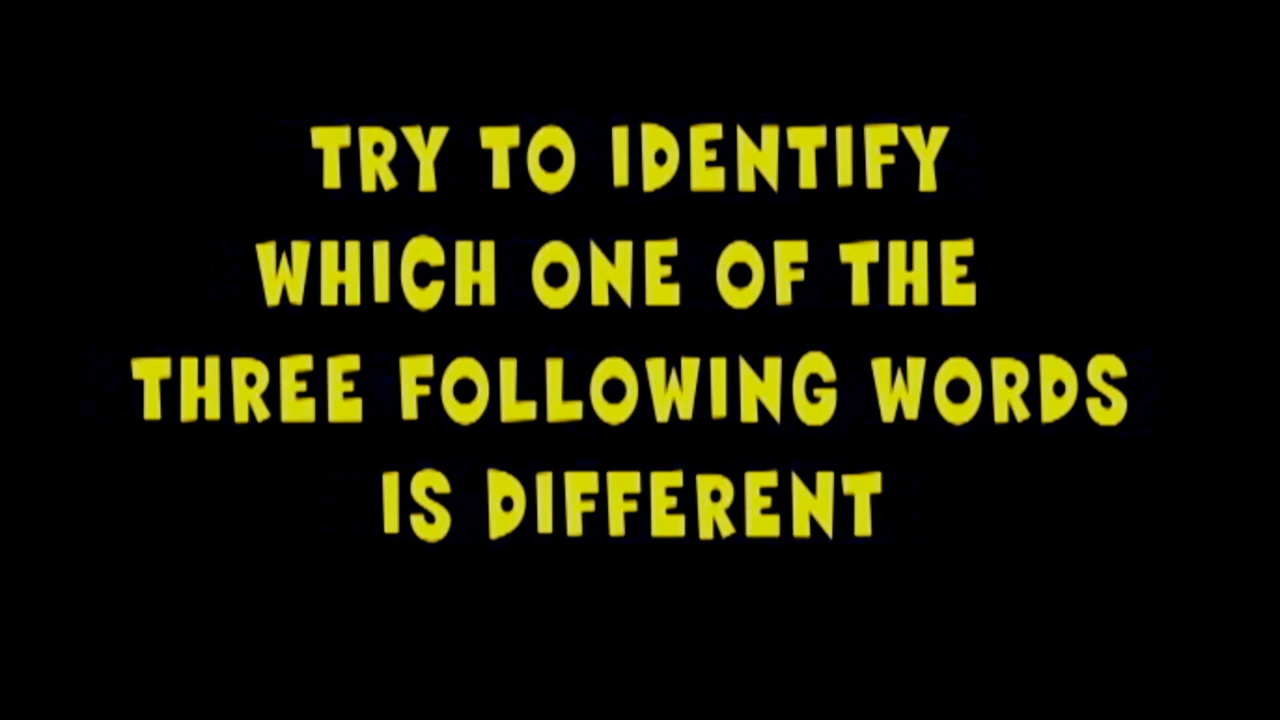 TRY TO IDENTIFY
WHICH ONE OF THE
THREE FOLLOWING WORDS
IS DIFFERENT